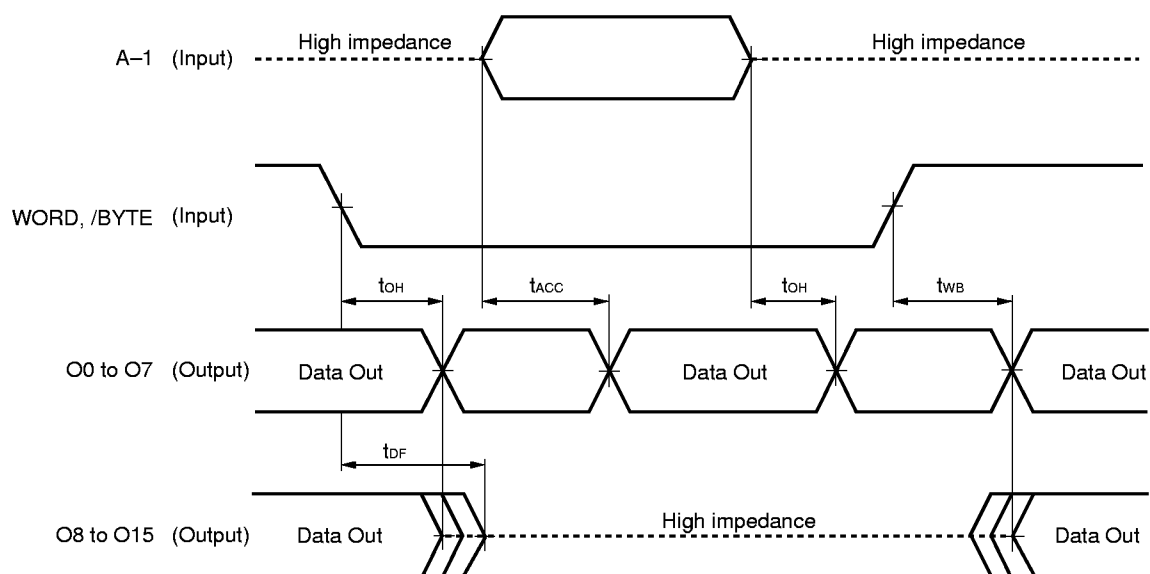 High impedance
High impedance
A–1 (Input)
WORD, /BYTE (Input)
tOH
tACC
tOH
tWB
O0 to O7 (Output)
Data Out
Data Out
Data Out
tDF
High impedance
O8 to O15 (Output)
Data Out
Data Out